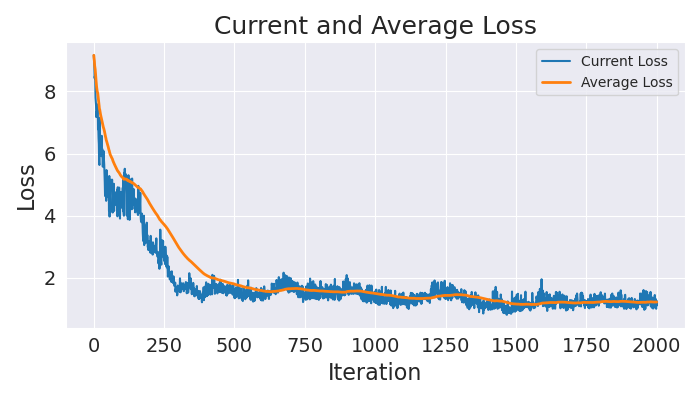 Current and Average Loss
Current Loss
Average Loss
8
6
4
2
Loss
0 250 500 750 1000 1250 1500 1750 2000
Iteration